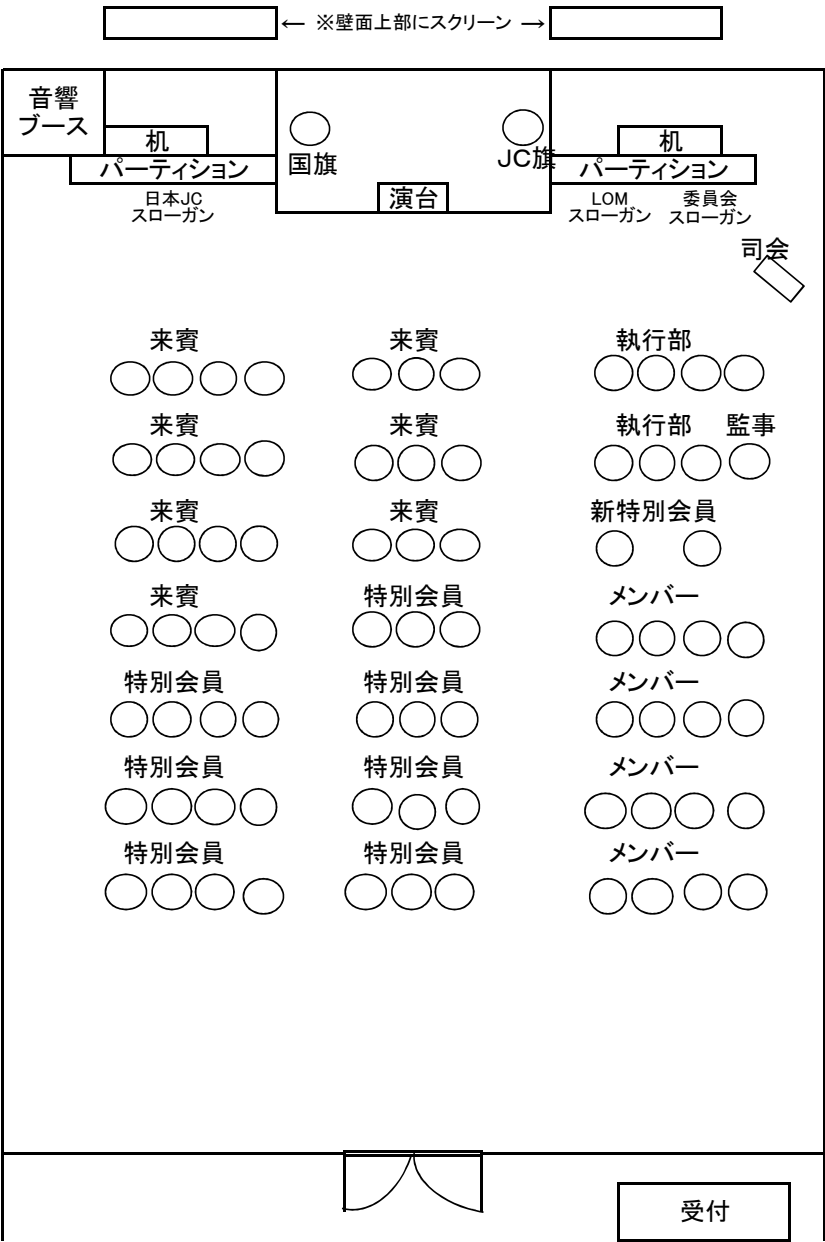 ← ※壁面上部にスクリーン →
音響
ブース
机
机
国旗
JC旗
パーティション
パーティション
演台
日本JC
スローガン
LOM
スローガン
委員会
スローガン
司会
来賓
来賓
執行部
来賓
来賓
執行部
監事
来賓
来賓
新特別会員
来賓
特別会員
メンバー
特別会員
特別会員
メンバー
特別会員
特別会員
メンバー
特別会員
特別会員
メンバー
受付